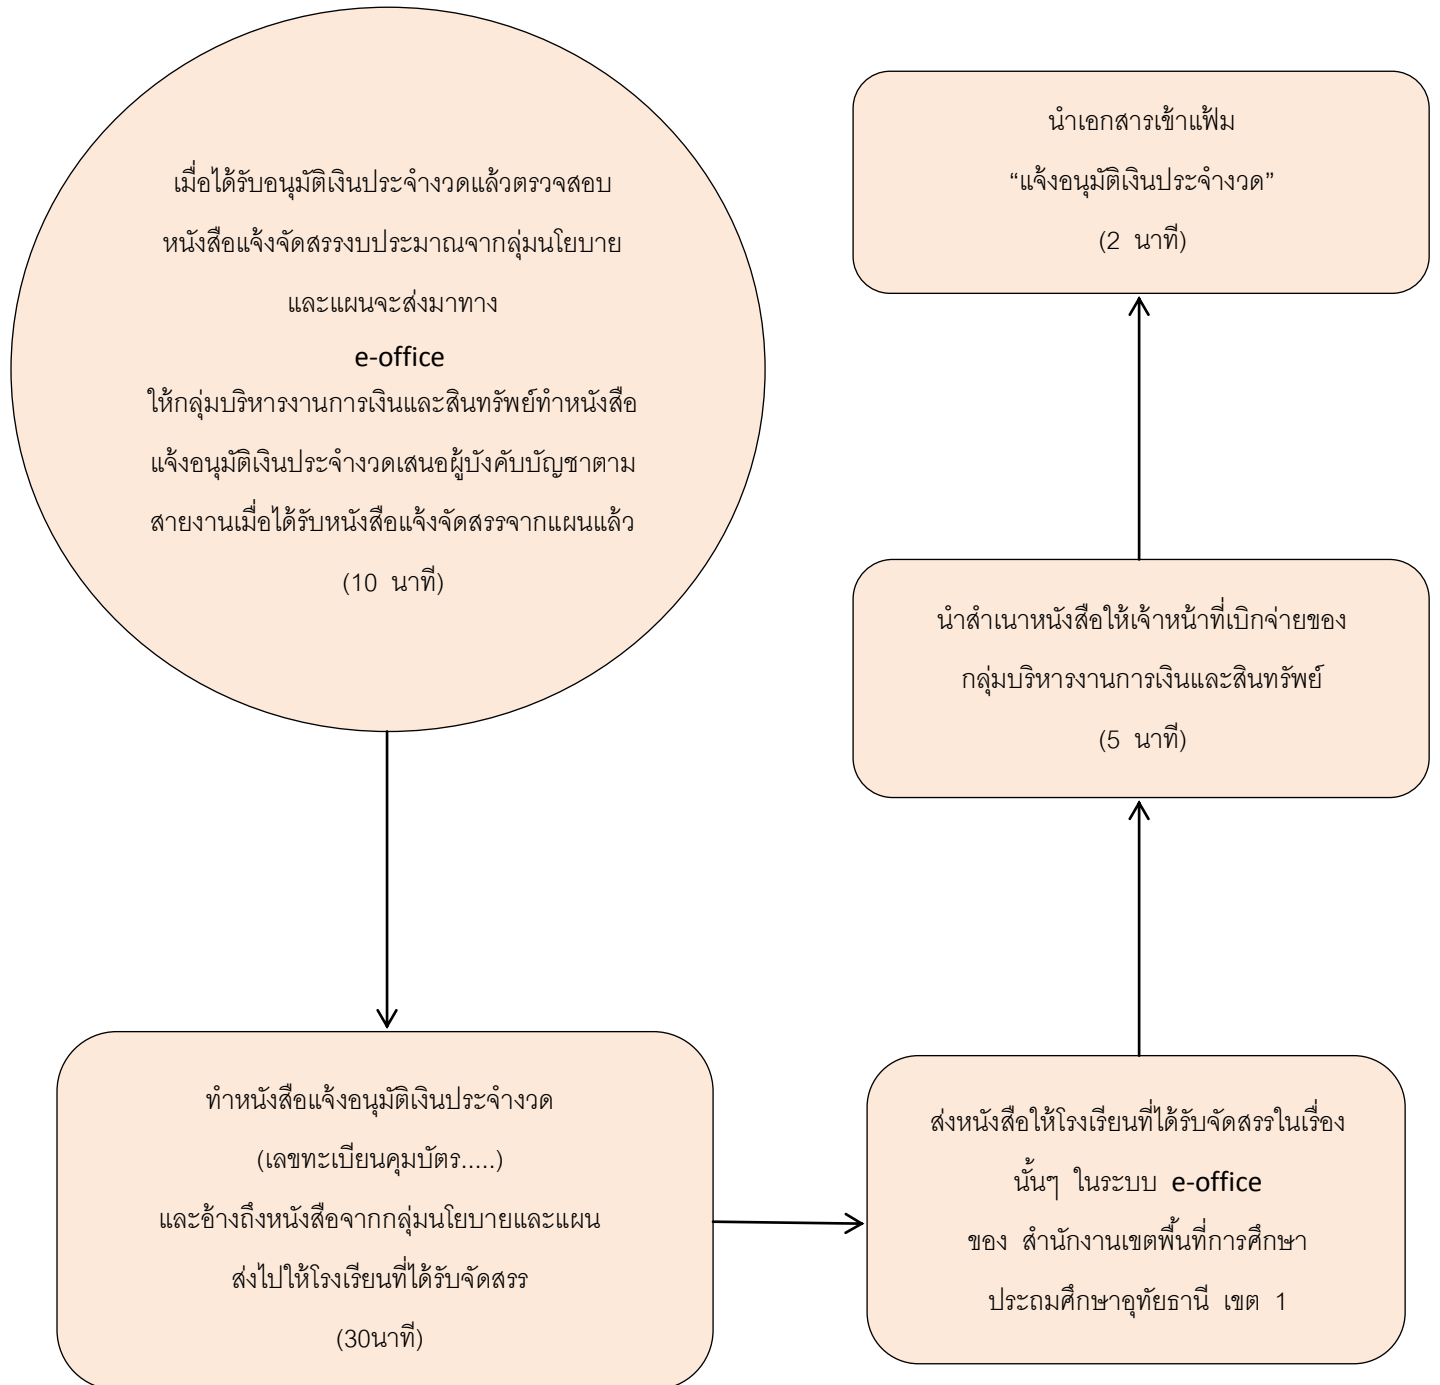 เมื่อได้รับอนุมัติเงินประจำงวดแล้วตรวจสอบ
หนังสือแจ้งจัดสรรงบประมาณจากลุ่มนโยบาย
และแผนจะส่งมาทาง
e-office
ให้กลุ่มบริหารงานการเงินและสินทรัพย์ทำหนังสือ
แจ้งอนุมัติเงินประจำงวดเสนอผู้บังคับบัญชาตาม
สายงานเมื่อได้รับหนังสือแจ้งจัดสรรจากแผนแล้ว
(10 นาที)
ทำหนังสือแจ้งอนุมัติเงินประจำงวด
(เลขทะเบียนคุมบัตร.....)
และอ้างถึงหนังสือจากกลุ่มนโยบายและแผน
ส่งไปให้โรงเรียนที่ได้รับจัดสรร
(30นาที)
ส่งหนังสือให้โรงเรียนที่ได้รับจัดสรรในเรื่อง
นั้นๆ ในระบบ e-office
ของ สำนักงานเขตพื้นที่การศึกษา
ประถมศึกษาอุทัยธานี เขต 1
นำสำเนาหนังสือให้เจ้าหน้าที่เบิกจ่ายของ
กลุ่มบริหารงานการเงินและสินทรัพย์
(5 นาที)
นำเอกสารเข้าแฟ้ม
“แจ้งอนุมัติเงินประจำงวด”
(2 นาที)